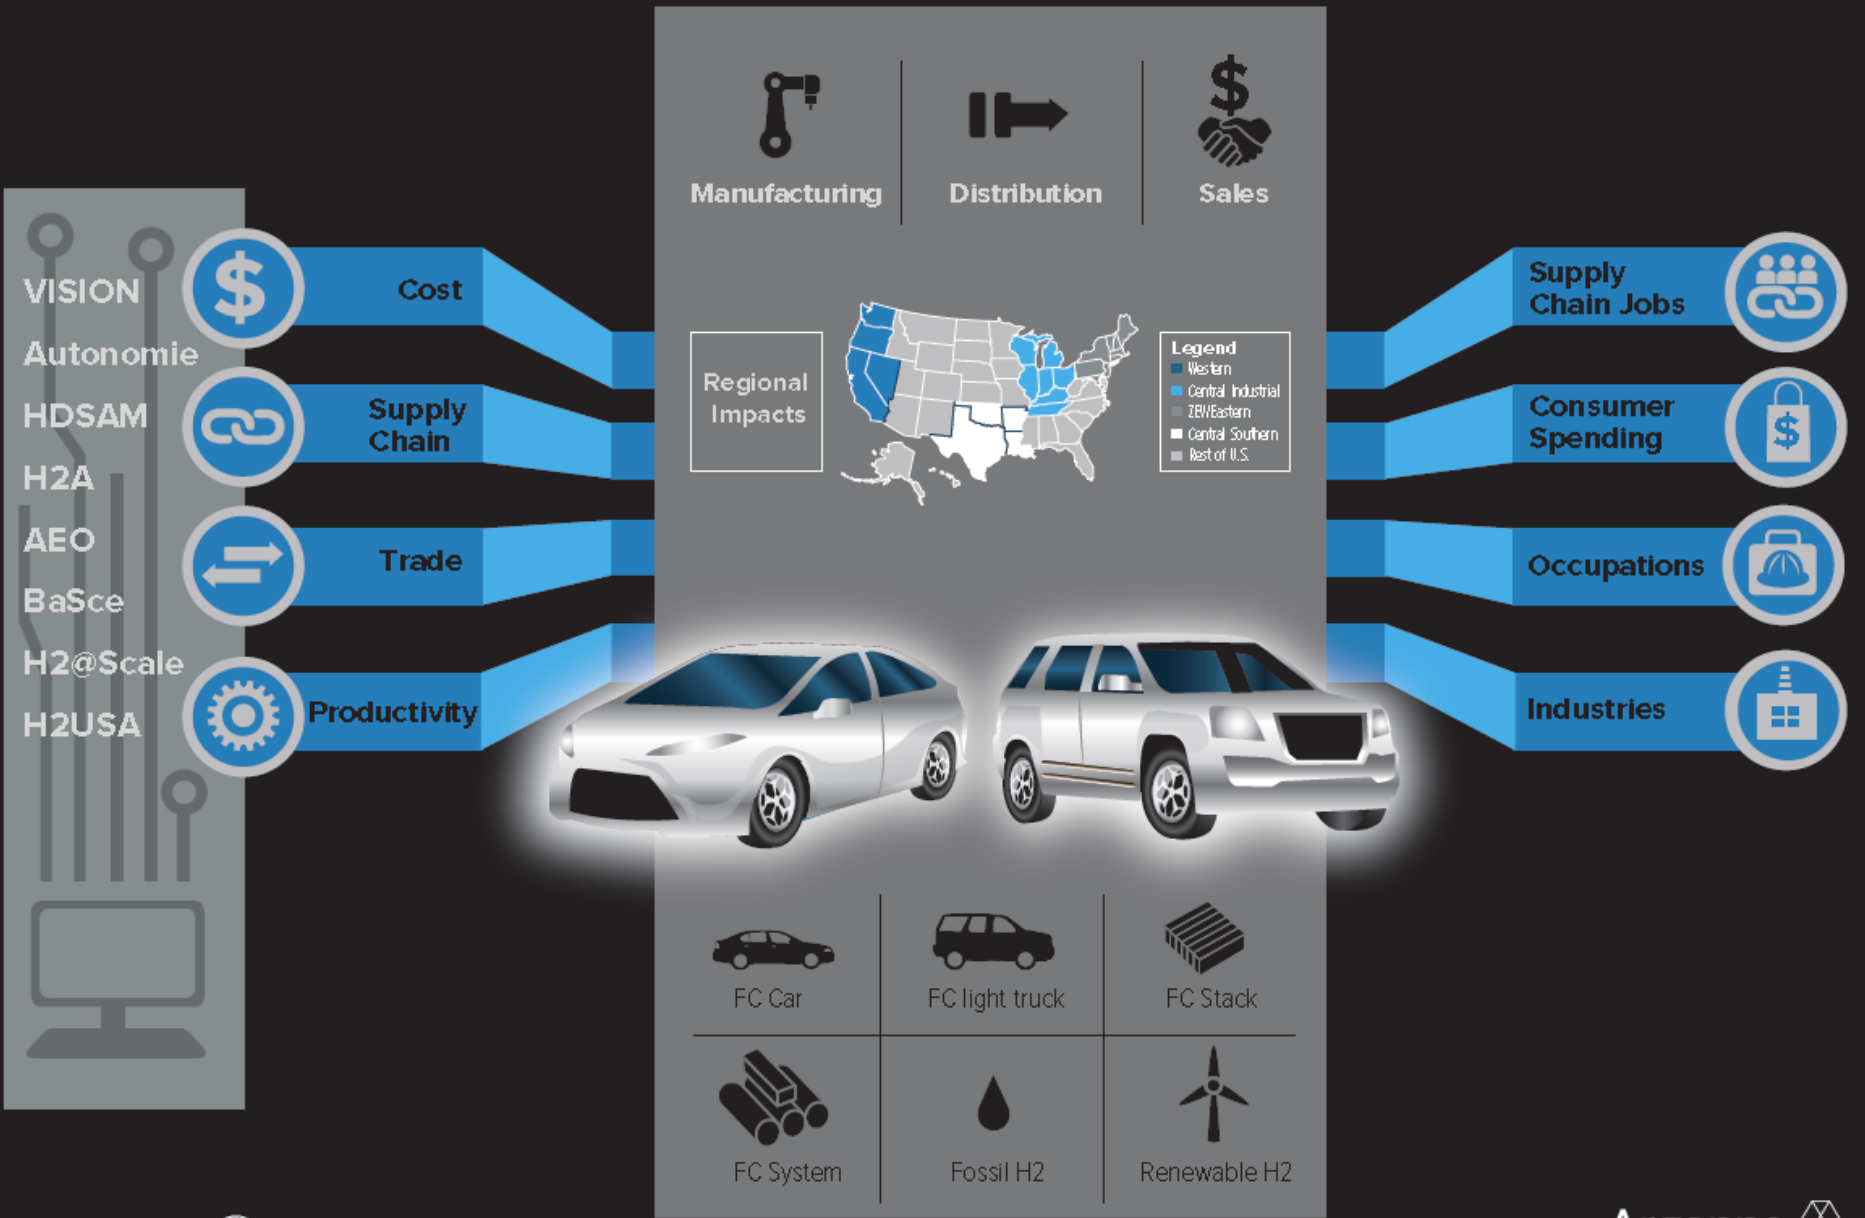 Manufacturing
Distribution
Sales
VISION
Autonomie
HDSAM
H2A
AEO
BaSce
H2@Scale
H2USA
Cost
Supply
Chain
Trade
Productivity
Regional
Impacts
Legend
Western
Central Industrial
ZEV/Eastern
Central Southern
Rest of U.S.
Supply
Chain Jobs
Consumer
Spending
Occupations
Industries
FC Car
FC light truck
FC Stack
FC System
Fossil H2
Renewable H2